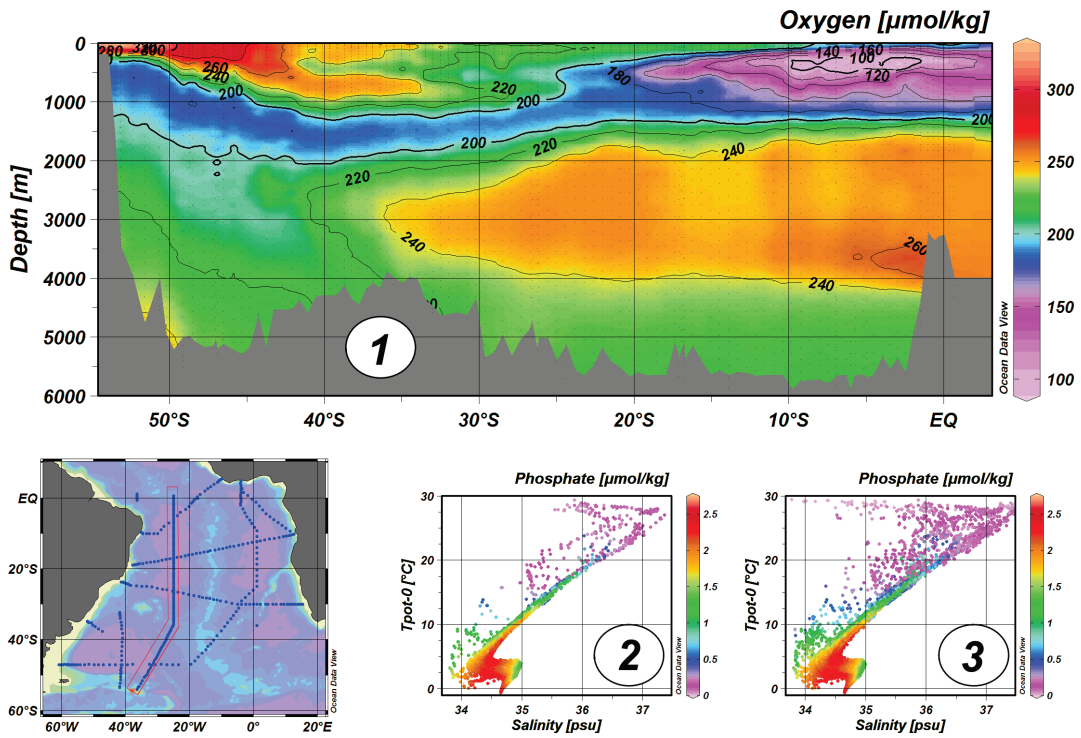 Oxygen [μmol/kg]
0
1000
2000
3000
4000
5000
6000
Depth [m]
50°S
40°S
30°S
20°S
10°S
EQ
280
300
260
240
200
220
200
180
140
160
100
120
200
200
220
220
240
240
240
260
1
300
250
200
150
100
Ocean Data View
EQ
20°S
40°S
60°S
60°W
40°W
20°W
0°
20°E
Ocean Data View
Phosphate [μmol/kg]
30
20
10
0
Tpot-0 [°C]
34
35
36
37
Salinity [psu]
2
2.5
2
1.5
1
0.5
0
Ocean Data View
Phosphate [μmol/kg]
30
20
10
0
Tpot-0 [°C]
34
35
36
37
Salinity [psu]
3
2.5
2
1.5
1
0.5
0
Ocean Data View